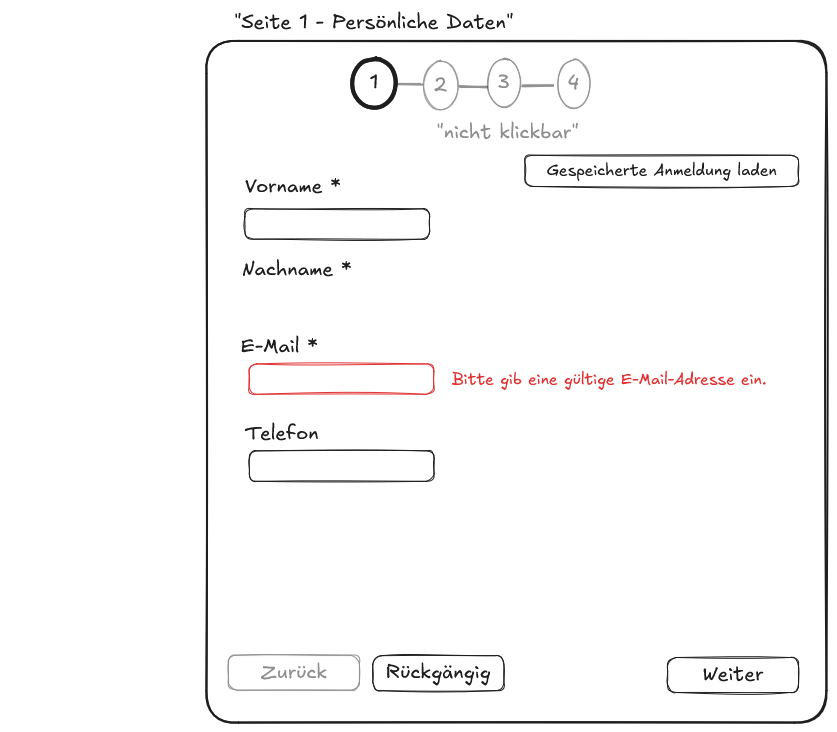 "Seite 1 - Persönliche Daten"
1 2 3 4
"nicht klickbar"
Gespeicherte Anmeldung laden
Vorname *
Nachname *
E-Mail *
Bitte gib eine gültige E-Mail-Adresse ein.
Telefon
Zurück Rückgängig Weiter